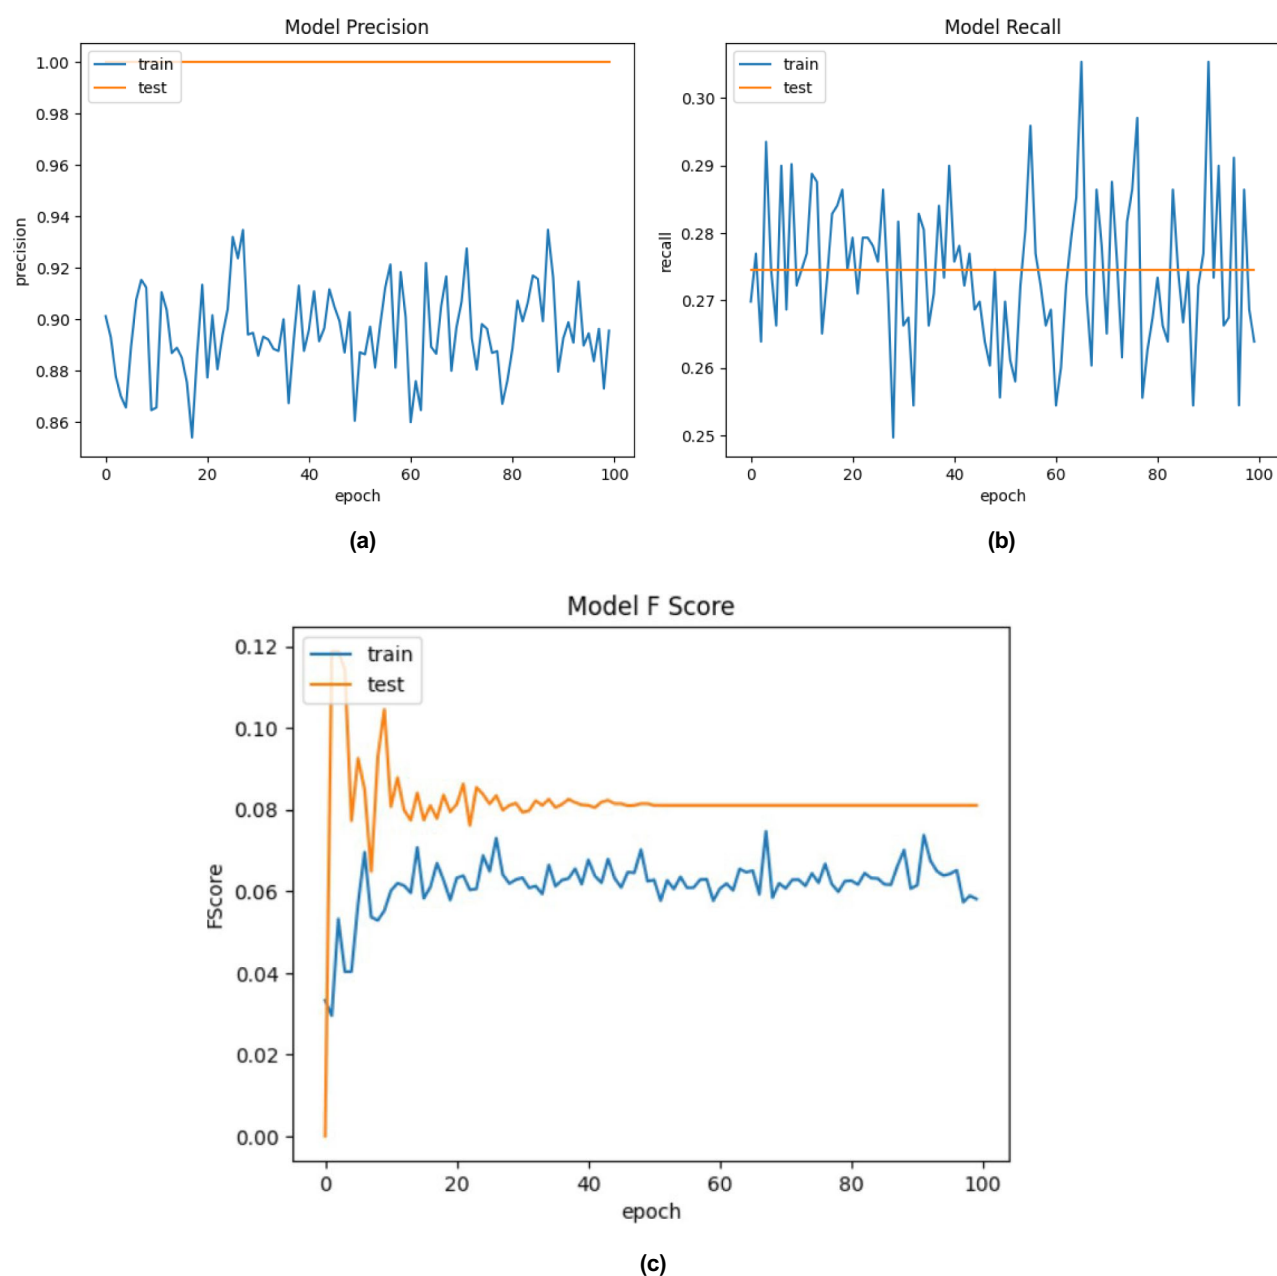 Model Precision
1.00
0.98
0.96
0.94
0.92
0.90
0.88
0.86
precision
train
test
0 20 40 60 80 100
epoch
(a)
Model Recall
0.30
0.29
0.28
0.27
0.26
0.25
recall
train
test
0 20 40 60 80 100
epoch
(b)
Model F Score
0.12
0.10
0.08
0.06
0.04
0.02
0.00
FScore
train
test
0 20 40 60 80 100
epoch
(c)